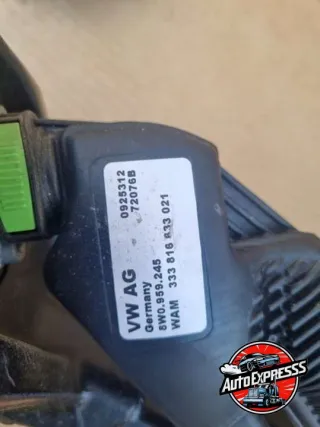 VW AG
0925312
Germany
72076B
8W0.959.245
WAM 333 816 833 021
AUTOEXPRESSS